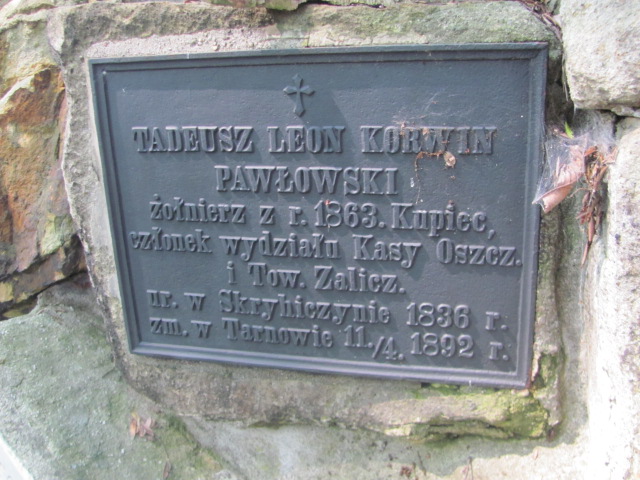 TADEUSZ LEON KORWIN
PAWŁOWSKI
żołnierz z r. 1863. Kupiec,
członek wydziału Kasy Oszcz.
i Tow. Zalicz.
ur. w Skryhiczynie 1836 r.
zm. w Tarnowie 11./4. 1892 r.